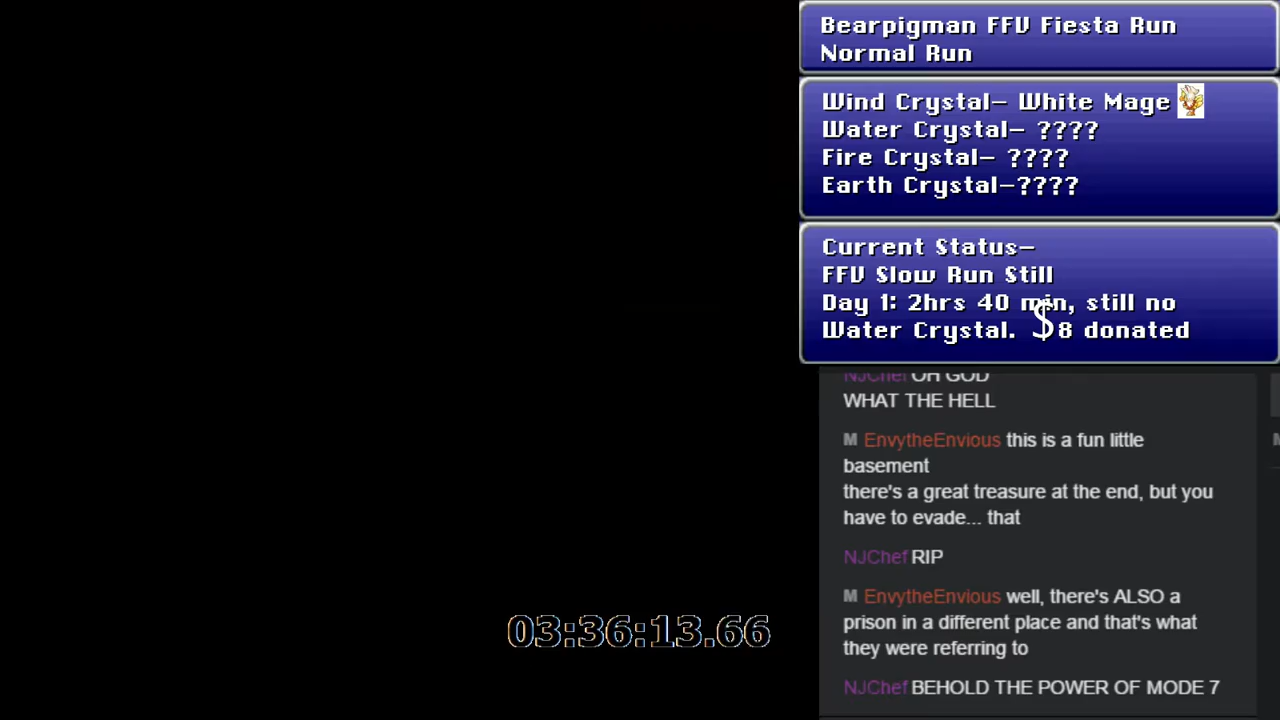 Bearpigman FFV Fiesta Run
Normal Run
Wind Crystal- White Mage
Water Crystal- ????
Fire Crystal- ????
Earth Crystal-????
Current Status-
FFV Slow Run Still
Day 1: 2hrs 40 min, still no
Water Crystal. $8 donated
NJChef OH GOD
WHAT THE HELL
M EnvytheEnvious this is a fun little
basement
there's a great treasure at the end, but you
have to evade... that
NJChef RIP
M EnvytheEnvious well, there's ALSO a
prison in a different place and that's what
they were referring to
NJChef BEHOLD THE POWER OF MODE 7
03:36:13.66